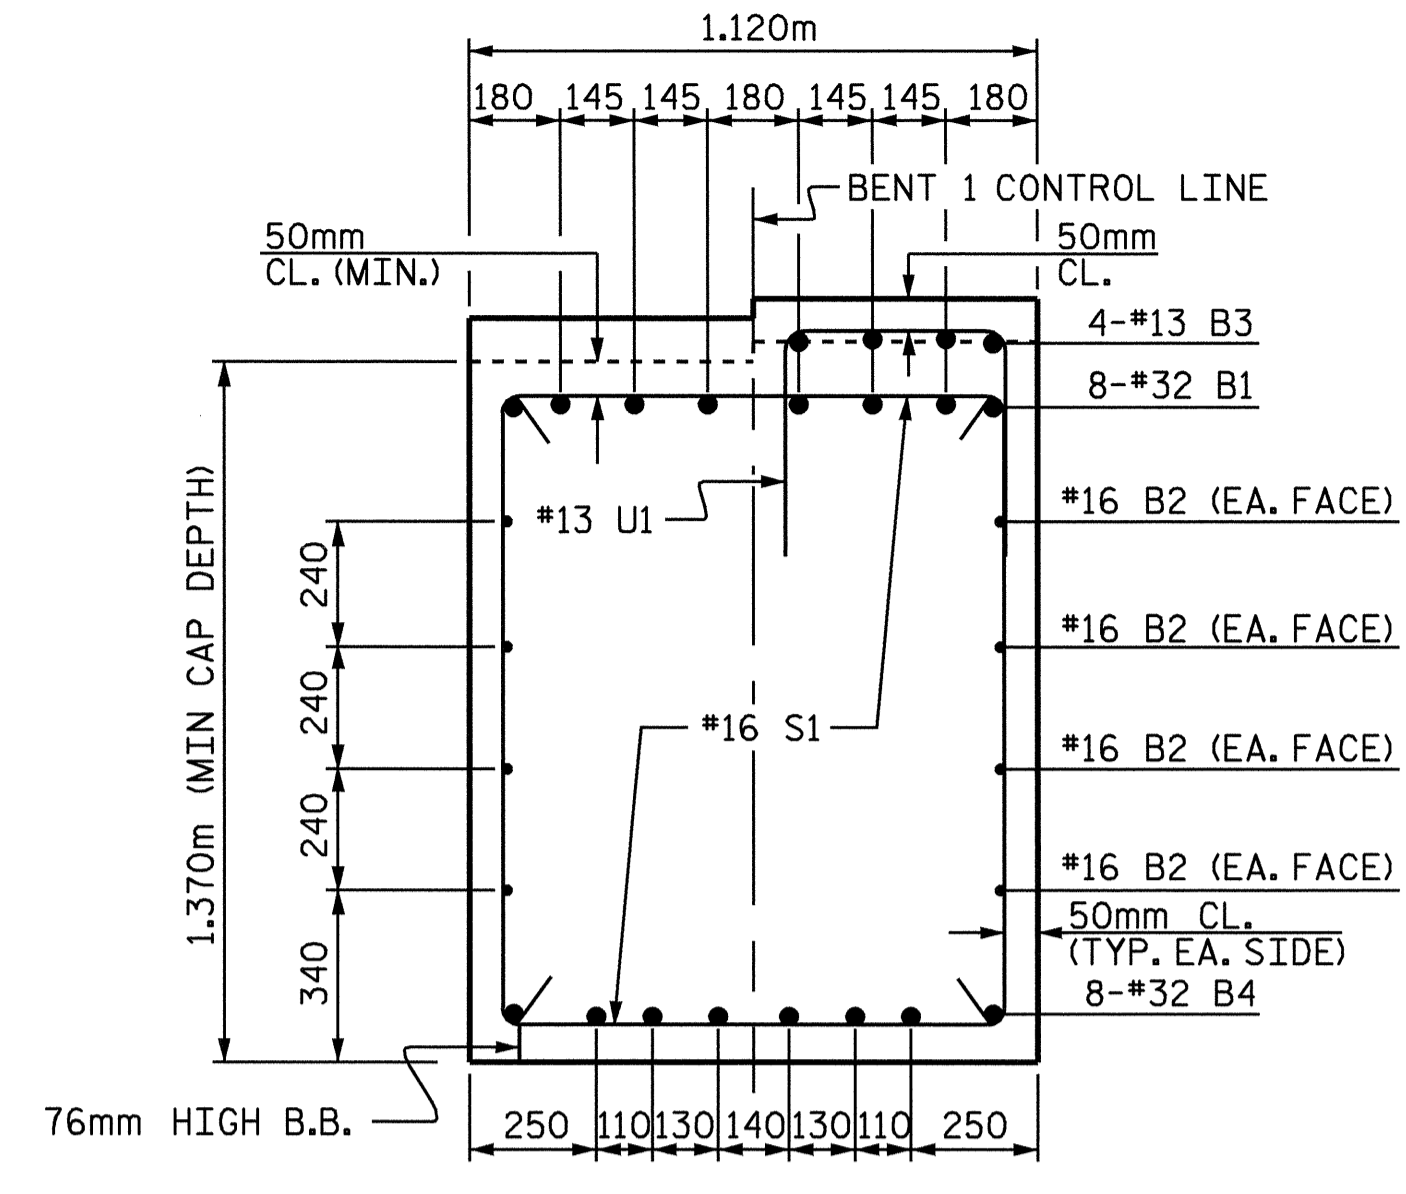 1.120m
180 145 145 180 145 145 180
BENT 1 CONTROL LINE
50mm
CL. (MIN.)
50mm
CL.
4-#13 B3
8-#32 B1
#16 B2 (EA. FACE)
#13 U1
240
1.370m (MIN CAP DEPTH)
#16 B2 (EA. FACE)
240
#16 S1
#16 B2 (EA. FACE)
240
#16 B2 (EA. FACE)
50mm CL.
(TYP. EA. SIDE)
340
8-#32 B4
76mm HIGH B.B.
250 110 130 140 130 110 250